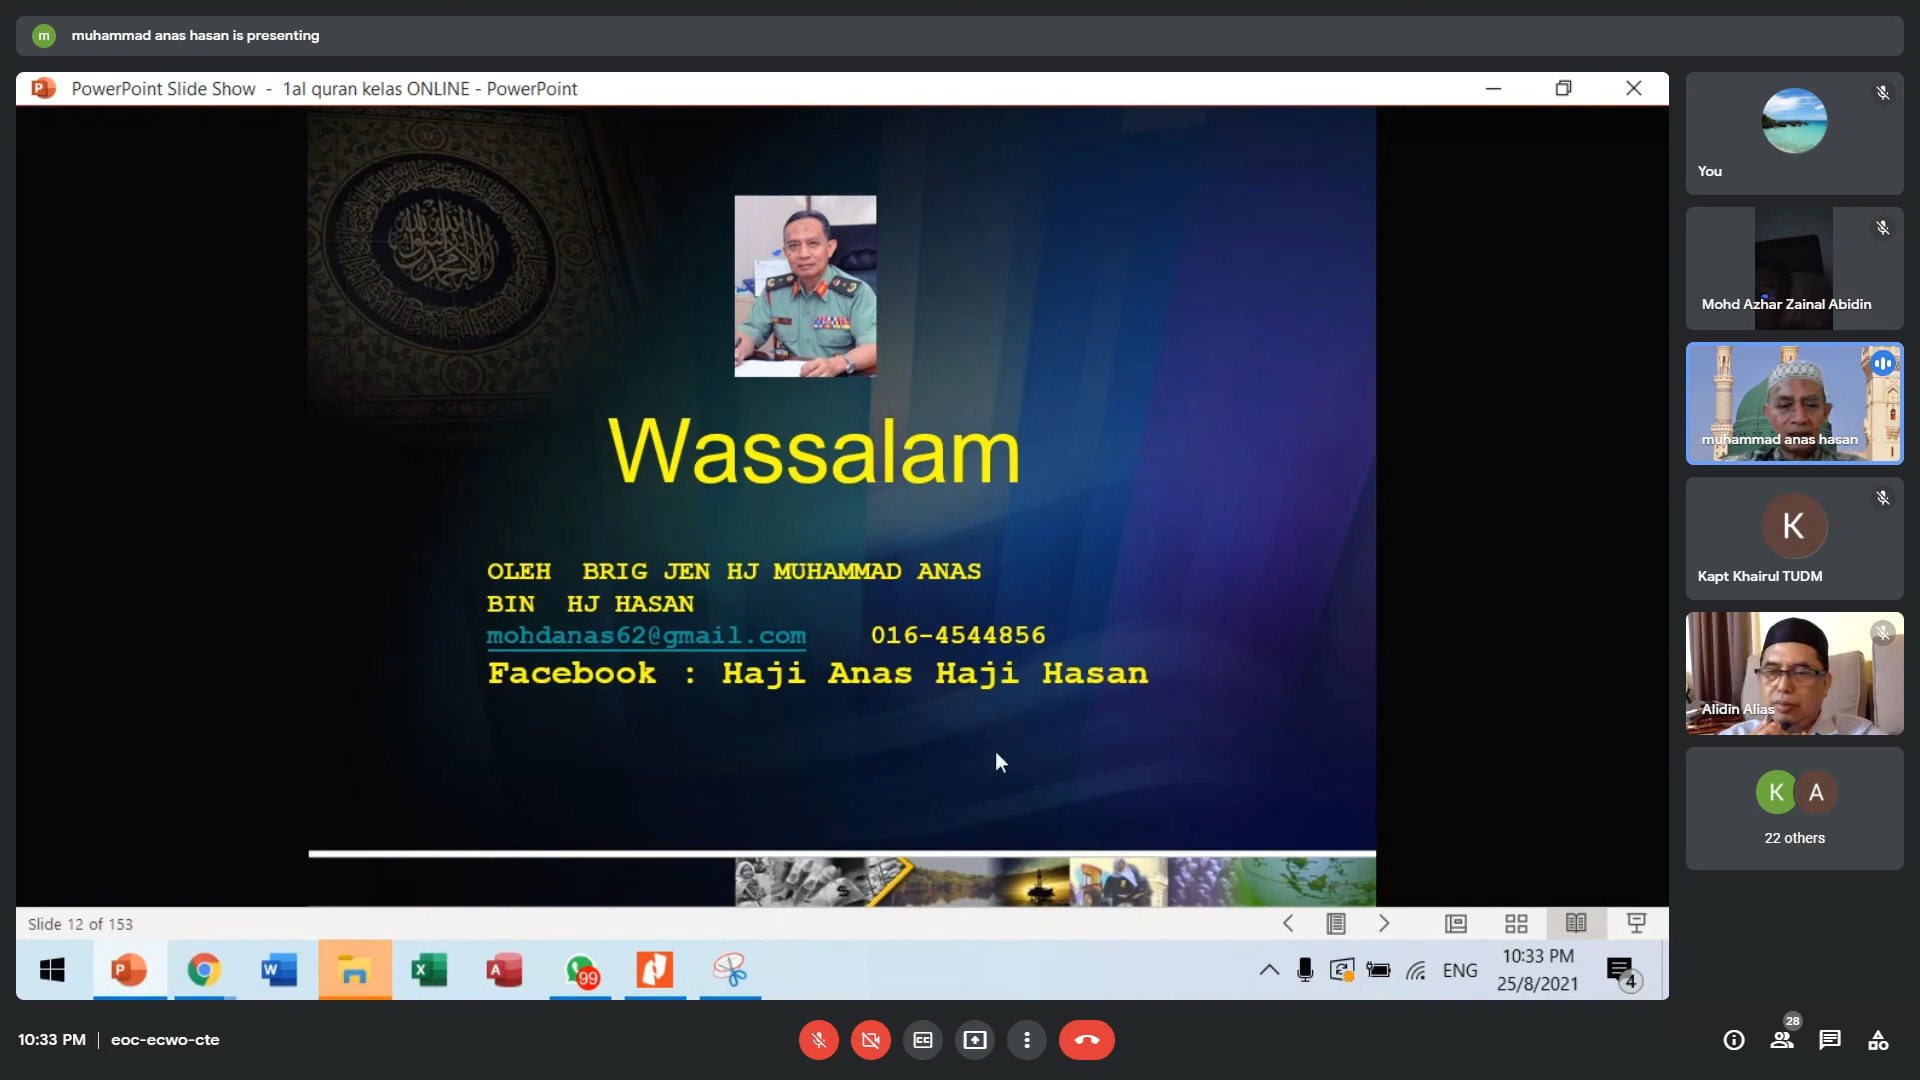 m
muhammad anas hasan is presenting
PowerPoint Slide Show - 1al quran kelas ONLINE - PowerPoint
Wassalam
OLEH BRIG JEN HJ MUHAMMAD ANAS
BIN HJ HASAN
mohdanas62@gmail.com 016-4544856
Facebook : Haji Anas Haji Hasan
Slide 12 of 153
99
ENG
10:33 PM
25/8/2021
4
You
Mohd Azhar Zainal Abidin
muhammad anas hasan
K
Kapt Khairul TUDM
Alidin Alias
K A
22 others
10:33 PM | eoc-ecwo-cte
28